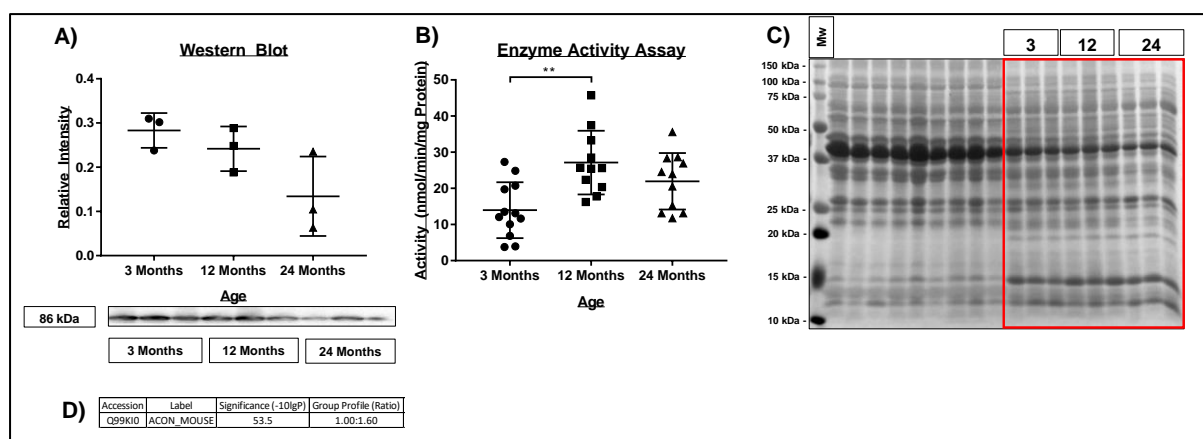 A)
Western Blot
Relative Intensity
0.4
0.3
0.2
0.1
0.0
3 Months 12 Months 24 Months
Age
86 kDa
3 Months 12 Months 24 Months
B)
Enzyme Activity Assay
Activity (nmol/min/mg Protein)
50
40
30
20
10
0
**
3 Months 12 Months 24 Months
Age
C)
Mw
3 12 24
150 kDa -
100 kDa -
75 kDa -
50 kDa -
37 kDa -
25 kDa -
20 kDa -
15 kDa -
10 kDa -
D)
Accession Label Significance (-10lgP) Group Profile (Ratio)
Q99KI0 ACON_MOUSE 53.5 1.00:1.60